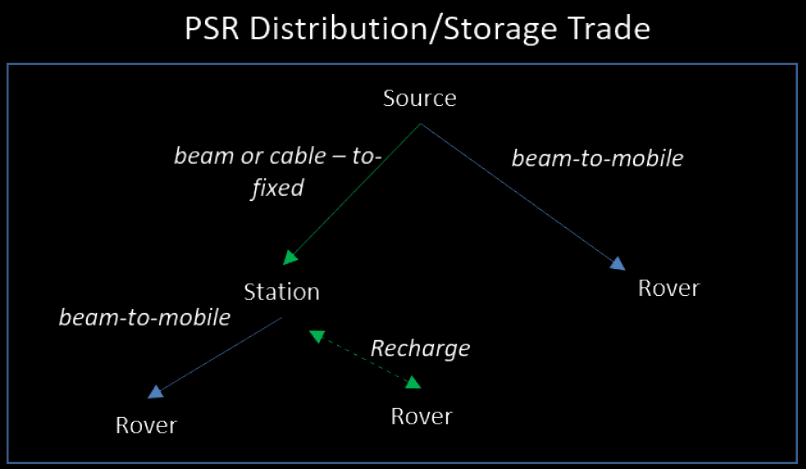 PSR Distribution/Storage Trade
Source
beam or cable – to-
fixed
beam-to-mobile
Station
Rover
beam-to-mobile
Recharge
Rover
Rover